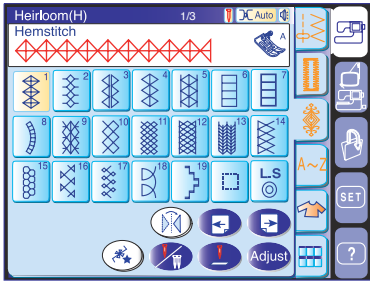 Heirloom(H) 1/3 Auto
Hemstitch A
1 2 3 4 5 6 7
8 9 10 11 12 13 14
15 16 17 18 19 LS
A~Z
Adjust
SET
?